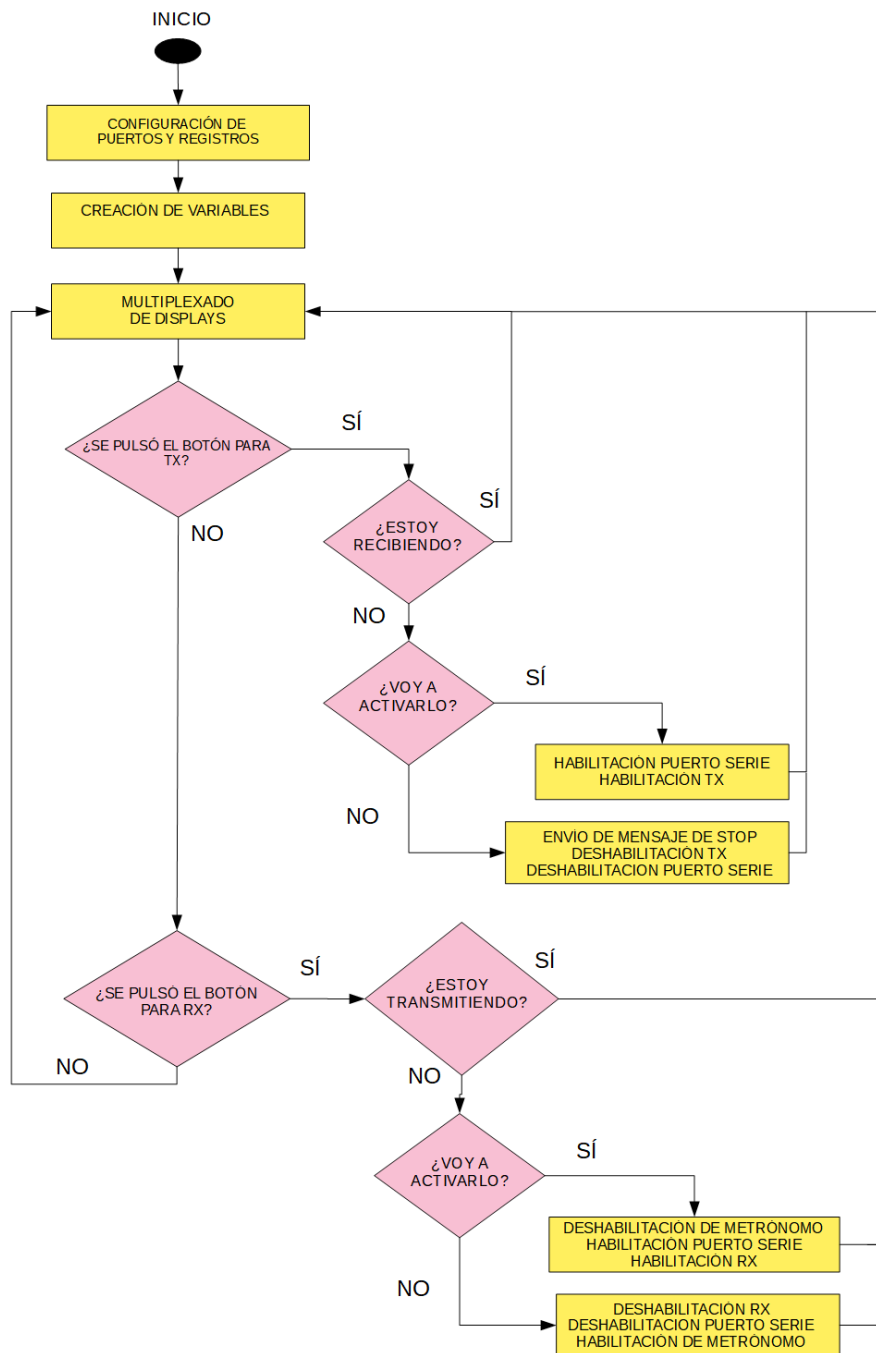 INICIO
CONFIGURACIÓN DE
PUERTOS Y REGISTROS
CREACIÓN DE VARIABLES
MULTIPLEXADO
DE DISPLAYS
¿SE PULSÓ EL BOTÓN PARA
TX?
SÍ
NO
¿ESTOY
RECIBIENDO?
SÍ
NO
¿VOY A
ACTIVARLO?
SÍ
HABILITACIÓN PUERTO SERIE
HABILITACIÓN TX
NO
ENVÍO DE MENSAJE DE STOP
DESHABILITACIÓN TX
DESHABILITACION PUERTO SERIE
¿SE PULSÓ EL BOTÓN
PARA RX?
SÍ
NO
¿ESTOY
TRANSMITIENDO?
SÍ
NO
¿VOY A
ACTIVARLO?
SÍ
DESHABILITACIÓN DE METRÓNOMO
HABILITACIÓN PUERTO SERIE
HABILITACIÓN RX
NO
DESHABILITACIÓN RX
DESHABILITACION PUERTO SERIE
HABILITACIÓN DE METRÓNOMO